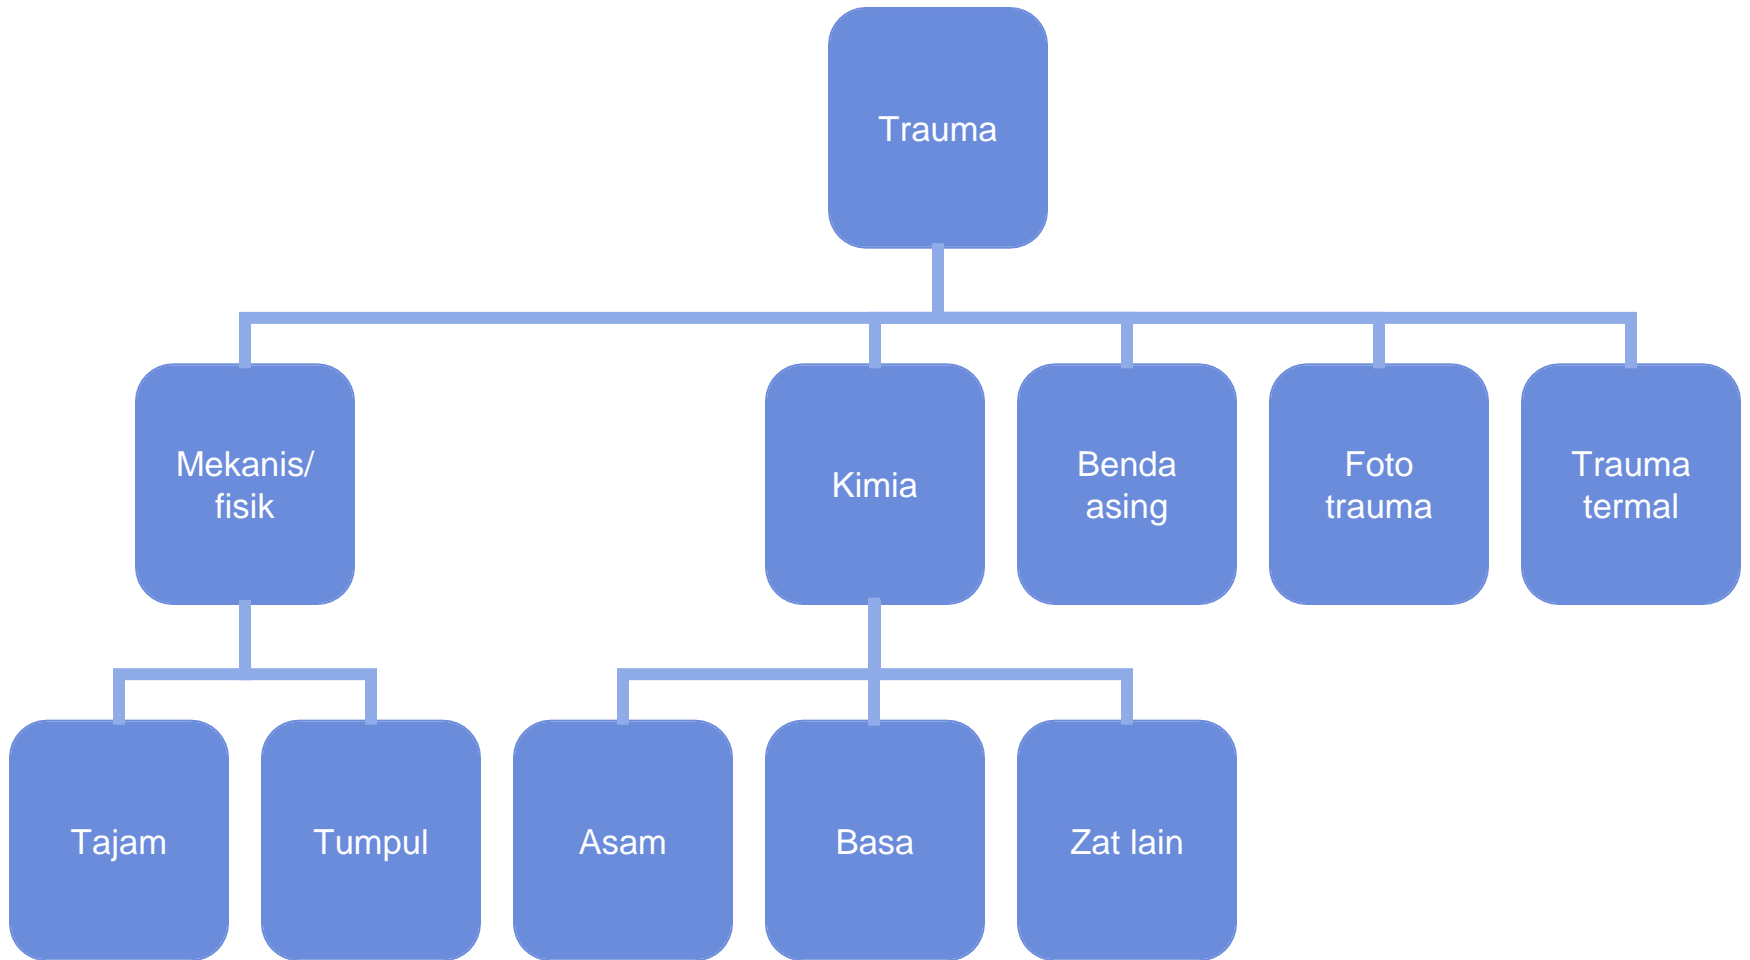 Trauma
Mekanis/
fisik
Kimia
Benda
asing
Foto
trauma
Trauma
termal
Tajam
Tumpul
Asam
Basa
Zat lain